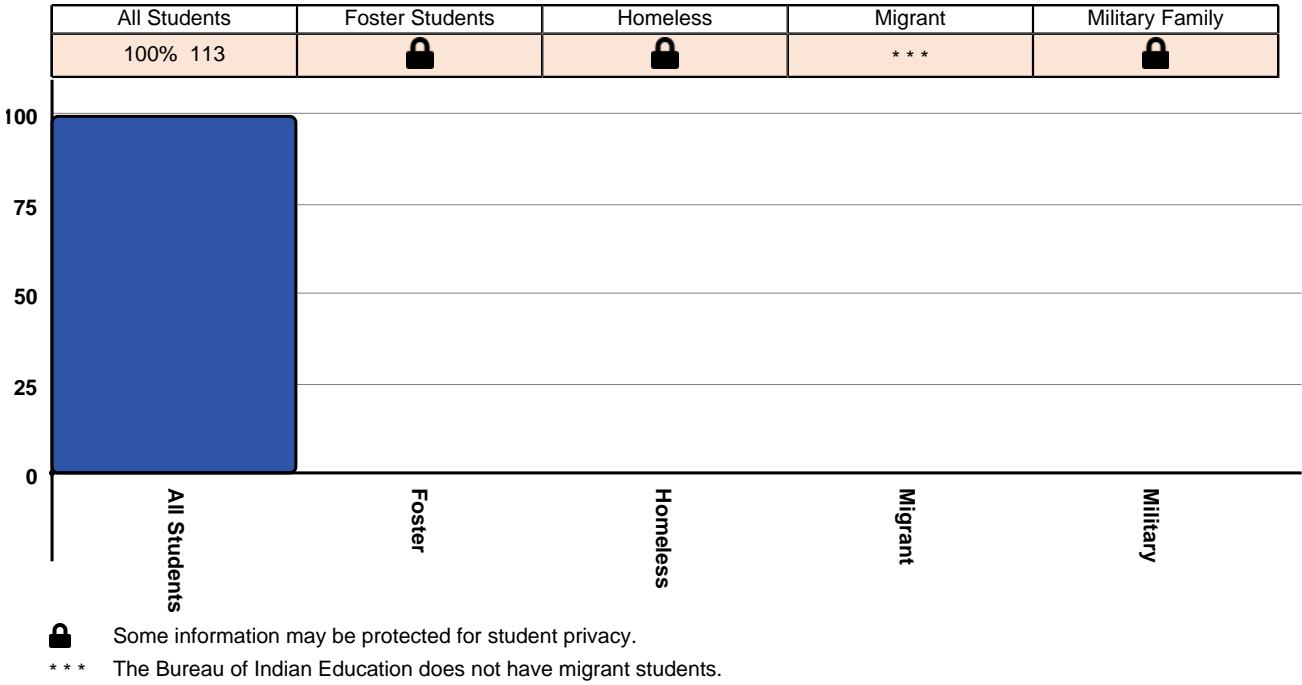 All Students Foster Students Homeless Migrant Military Family
100% 113 * * *
100
75
50
25
0
All Students Foster Homeless Migrant Military
Some information may be protected for student privacy.
* * * The Bureau of Indian Education does not have migrant students.